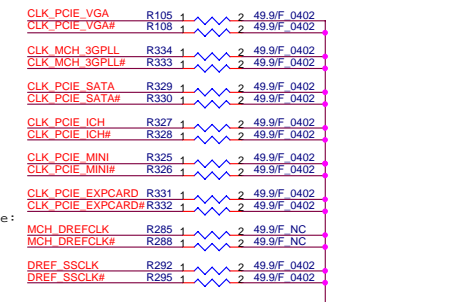 CLK_PCIE_VGA R105 1 2 49.9/F_0402
CLK_PCIE_VGA# R108 1 2 49.9/F_0402
CLK_MCH_3GPLL R334 1 2 49.9/F_0402
CLK_MCH_3GPLL# R333 1 2 49.9/F_0402
CLK_PCIE_SATA R329 1 2 49.9/F_0402
CLK_PCIE_SATA# R330 1 2 49.9/F_0402
CLK_PCIE_ICH R327 1 2 49.9/F_0402
CLK_PCIE_ICH# R328 1 2 49.9/F_0402
CLK_PCIE_MINI R325 1 2 49.9/F_0402
CLK_PCIE_MINI# R326 1 2 49.9/F_0402
CLK_PCIE_EXPCARD R331 1 2 49.9/F_0402
CLK_PCIE_EXPCARD# R332 1 2 49.9/F_0402
e:
MCH_DREFCLK R285 1 2 49.9/F_NC
MCH_DREFCLK# R288 1 2 49.9/F_NC
DREF_SSCLK R292 1 2 49.9/F_0402
DREF_SSCLK# R295 1 2 49.9/F_0402